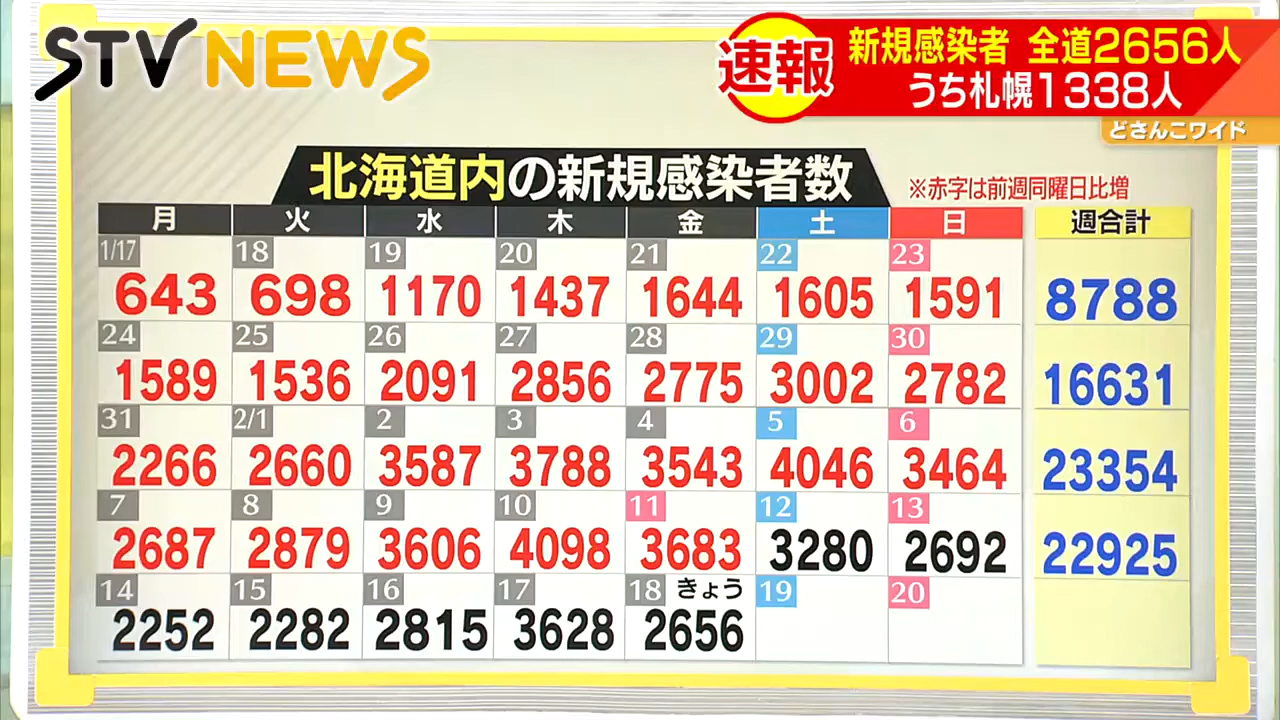 STV NEWS
速報
新規感染者 全道2656人
うち札幌1338人
どさんこワイド
北海道内の新規感染者数
※赤字は前週同曜日比増
月 火 水 木 金 土 日 週合計
1/17 18 19 20 21 22 23
643 698 1170 1437 1644 1605 1591 8788
24 25 26 27 28 29 30
1589 1536 2091 2856 2775 3002 2782 16631
31 2/1 2 3 4 5 6
2266 2660 3587 3788 3543 4046 3464 23354
7 8 9 10 11 12 13
2687 2879 3606 4098 3683 3280 2692 22925
14 15 16 17 18 きょう 19 20
2252 2282 2815 3628 2656